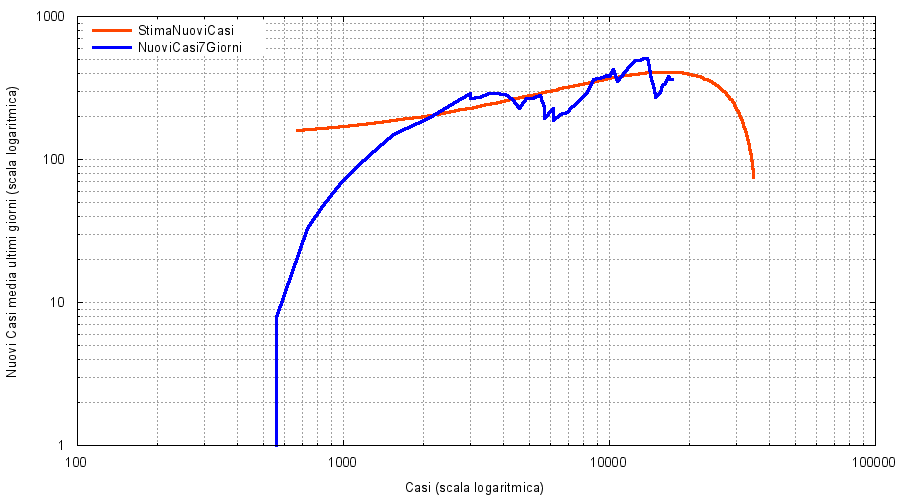 1000
StimaNuoviCasi
NuoviCasi7Giorni
100
10
1
100
1000
10000
100000
Nuovi Casi media ultimi giorni (scala logaritmica)
Casi (scala logaritmica)